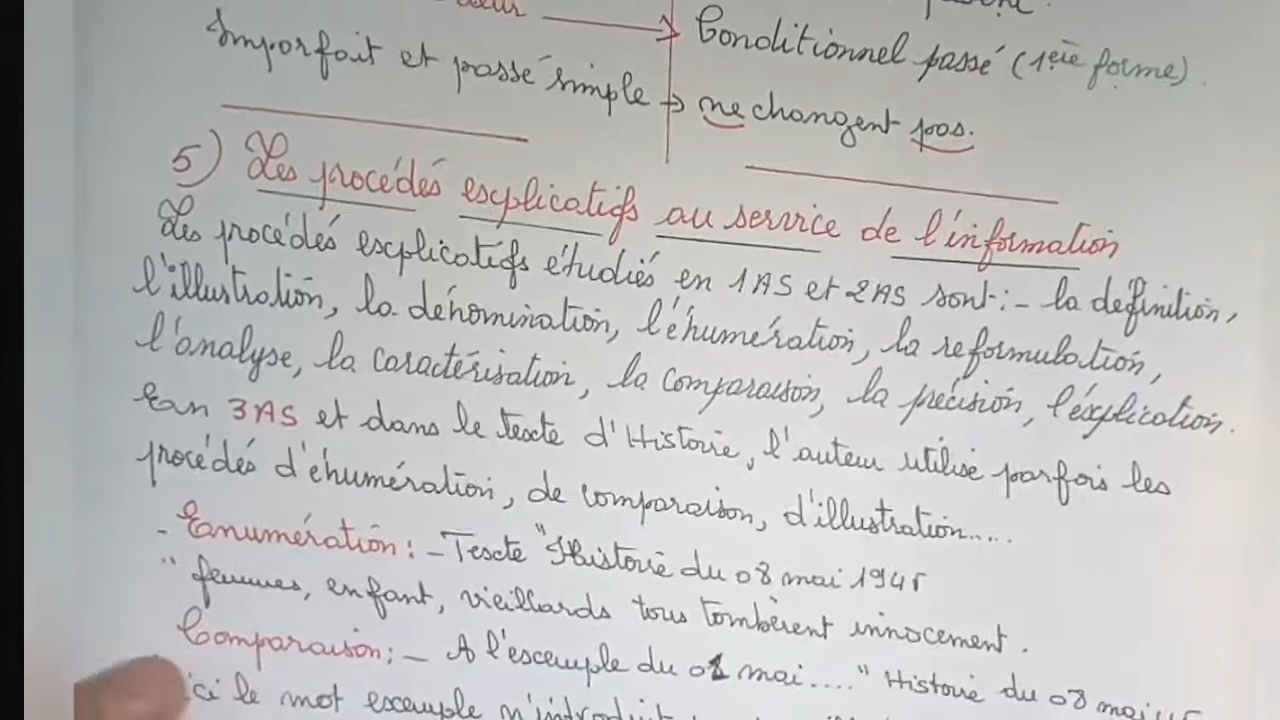 → Conditionnel passé (1ère forme).
Imporfait et passé simple → ne changent pas.
5) Les procédés explicatifs au service de l'information
Les procédés explicatifs étudiés en 1AS et 2AS sont: - la définition,
l'illustration, la dénomination, l'énumération, la reformulation,
l'analyse, la caractérisation, la comparaison, la précision, l'explication.
En 3AS et dans le texte d'Histoire, l'auteur utilise parfois les
procédés d'énumération, de comparaison, d'illustration.....
- Enumération: - Texte "Histoire du 08 mai 1945
"femmes, enfant, vieillards tous tombèrent innocement.
Comparaison: - A l'exemple du 08 mai...." Histoire du 08 mai 45
ici le mot exemple n'introduit